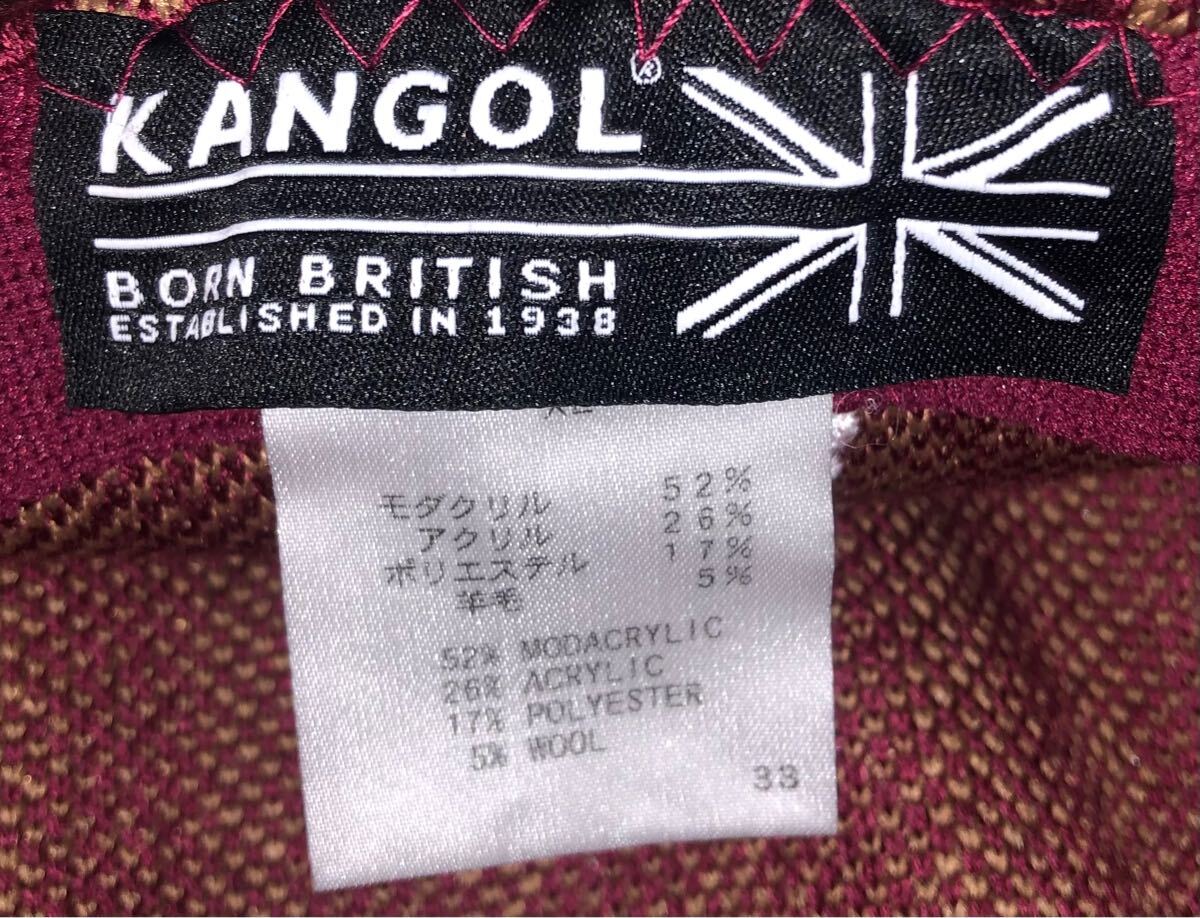 KANGOL®
BORN BRITISH
ESTABLISHED IN 1938
XL
モダクリル 52%
アクリル 26%
ポリエステル 17%
羊毛 5%
52% MODACRYLIC
26% ACRYLIC
17% POLYESTER
5% WOOL
33